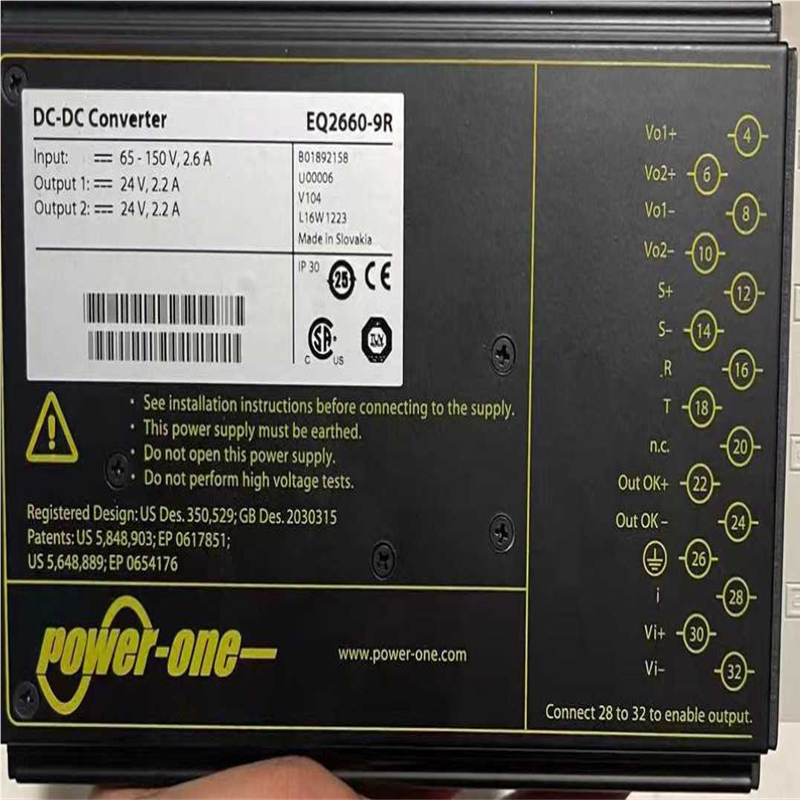 DC-DC Converter
EQ2660-9R
Input: 65 - 150 V, 2.6 A
Output 1: 24 V, 2.2 A
Output 2: 24 V, 2.2 A
B01892158
U00006
V104
L16W1223
Made in Slovakia
IP 30
25
CE
SA
C US
• See installation instructions before connecting to the supply.
• This power supply must be earthed.
• Do not open this power supply.
• Do not perform high voltage tests.
Registered Design: US Des. 350,529; GB Des. 2030315
Patents: US 5,848,903; EP 0617851;
US 5,648,889; EP 0654176
power-one
www.power-one.com
Vo1+ 4
Vo2+ 6
Vo1– 8
Vo2– 10
S+ 12
S– 14
R 16
T 18
n.c. 20
Out OK+ 22
Out OK – 24
26
i 28
Vi+ 30
Vi– 32
Connect 28 to 32 to enable output.